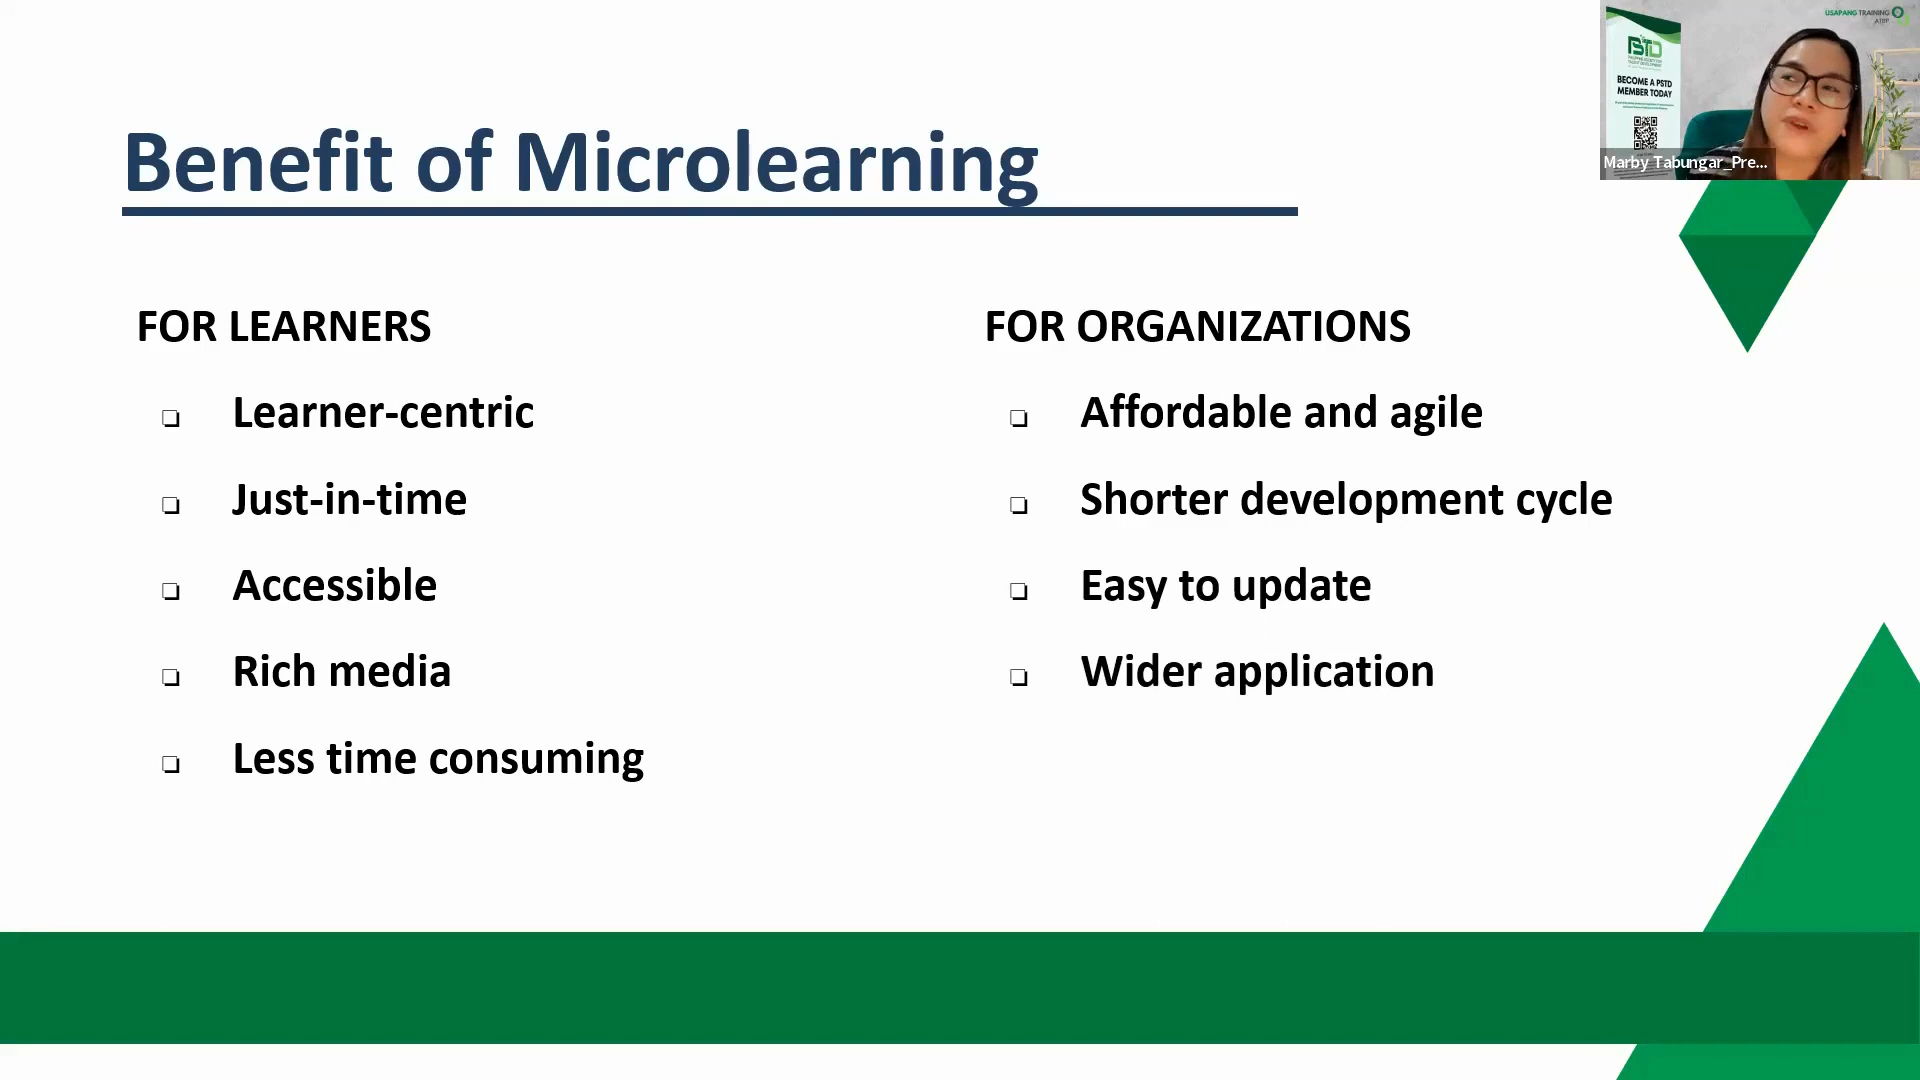 Benefit of Microlearning
FOR LEARNERS
❏ Learner-centric
❏ Just-in-time
❏ Accessible
❏ Rich media
❏ Less time consuming
FOR ORGANIZATIONS
❏ Affordable and agile
❏ Shorter development cycle
❏ Easy to update
❏ Wider application
USAPANG TRAINING
ATBP
BECOME A PSTD
MEMBER TODAY
Marby Tabungar_Pre...